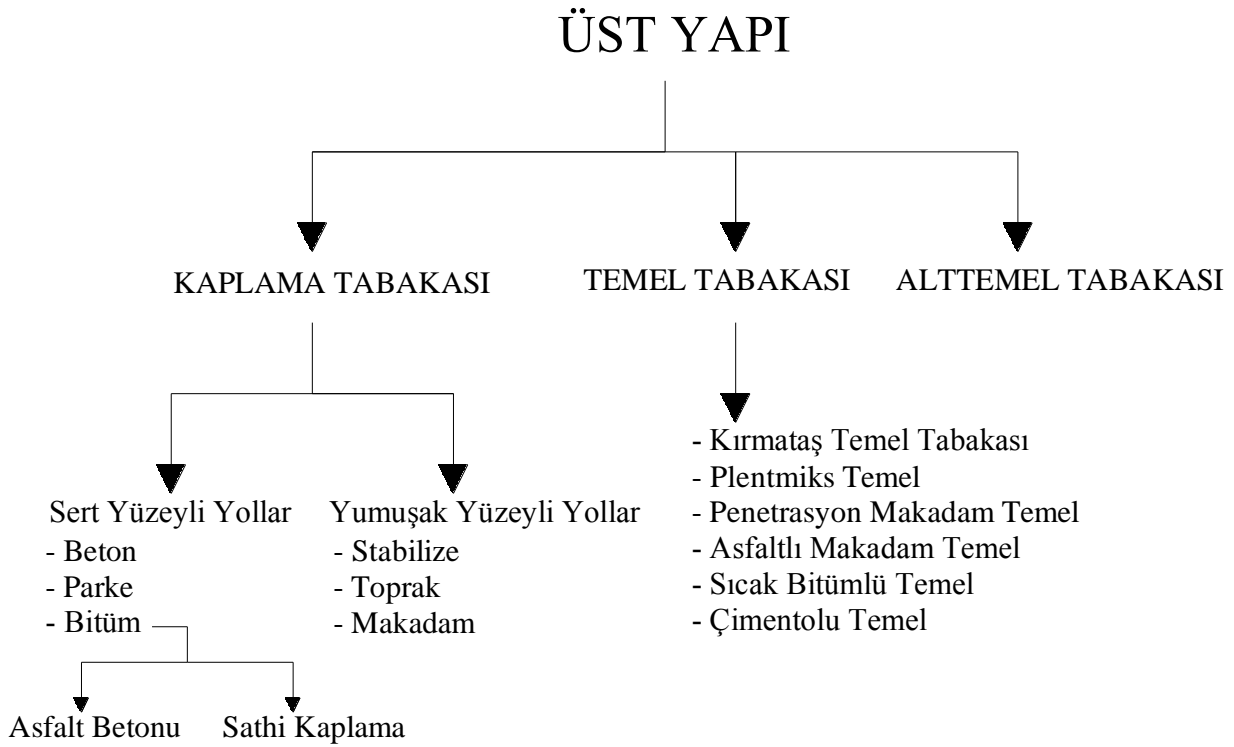 ÜST YAPI
KAPLAMA TABAKASI
TEMEL TABAKASI
ALTTEMEL TABAKASI
Sert Yüzeyli Yollar
- Beton
- Parke
- Bitüm
Asfalt Betonu
Sathi Kaplama
Yumuşak Yüzeyli Yollar
- Stabilize
- Toprak
- Makadam
- Kırmataş Temel Tabakası
- Plentmiks Temel
- Penetrasyon Makadam Temel
- Asfaltlı Makadam Temel
- Sıcak Bitümlü Temel
- Çimentolu Temel